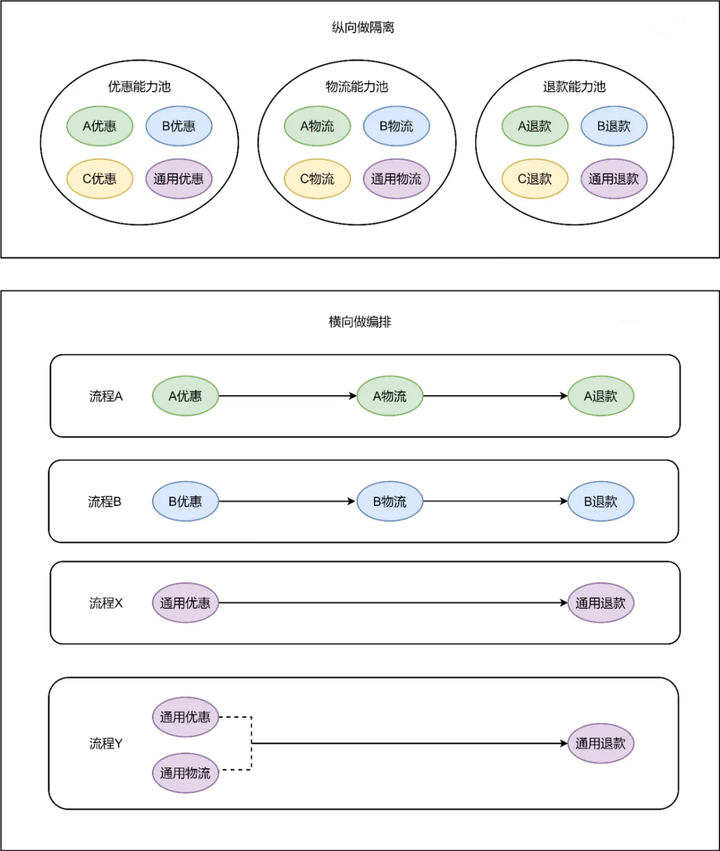 纵向做隔离
优惠能力池 物流能力池 退款能力池
A优惠 B优惠 A物流 B物流 A退款 B退款
C优惠 通用优惠 C物流 通用物流 C退款 通用退款
横向做编排
流程A A优惠 A物流 A退款
流程B B优惠 B物流 B退款
流程X 通用优惠 通用退款
通用优惠
流程Y 通用退款
通用物流